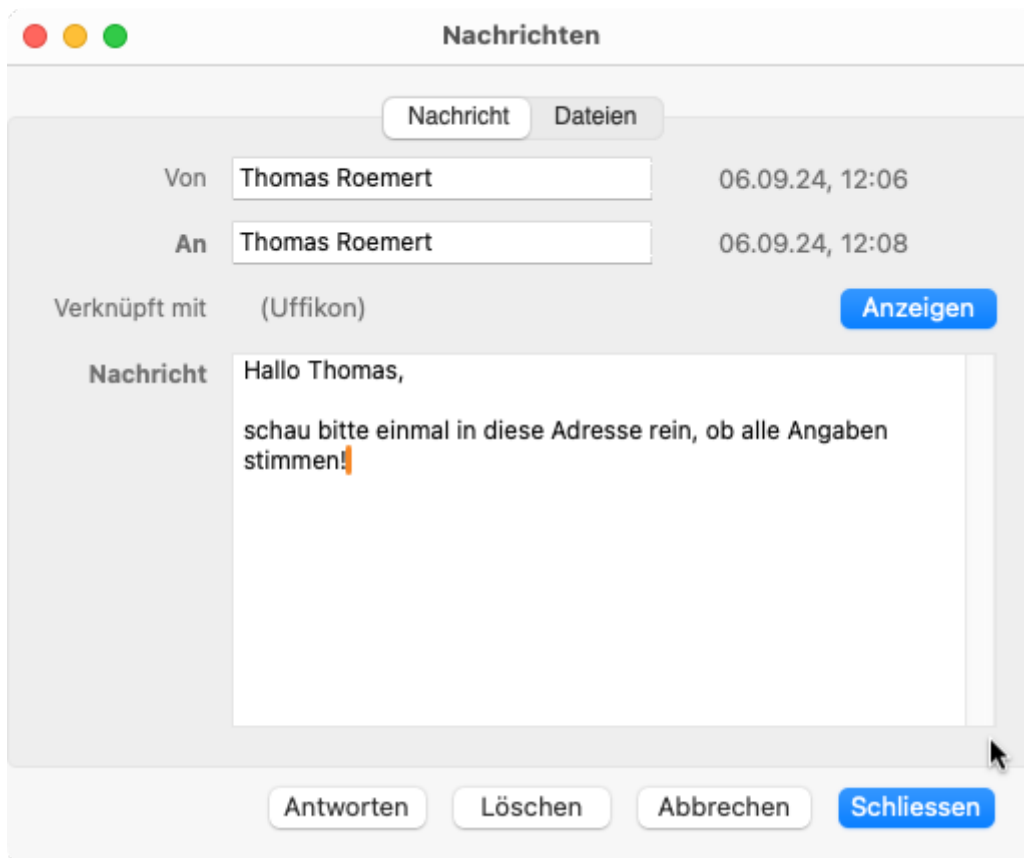 Nachrichten
Nachricht Dateien
Von Thomas Roemert 06.09.24, 12:06
An Thomas Roemert 06.09.24, 12:08
Verknüpft mit (Uffikon) Anzeigen
Nachricht Hallo Thomas,
schau bitte einmal in diese Adresse rein, ob alle Angaben
stimmen!
Antworten Löschen Abbrechen Schliessen